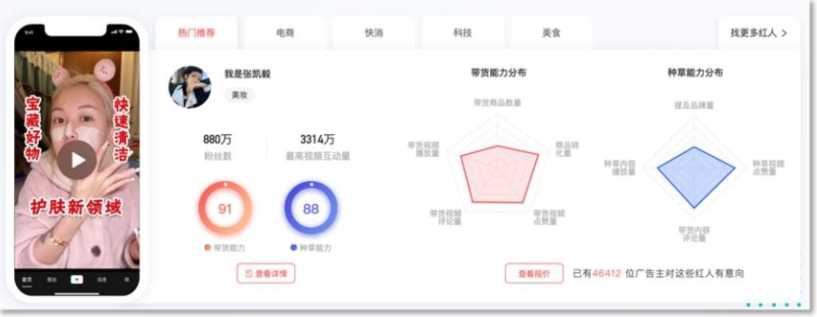 热门推荐
电商
快消
科技
美食
找更多红人 >
宝藏好物
快速清洁
护肤新领域
我是张凯毅
美妆
880万
粉丝数
3314万
最高视频互动量
91
88
带货能力
种草能力
查看详情
带货能力分布
带货商品数量
带货视频
播放量
商品转
化量
带货视频
评论量
带货视频
点赞量
种草能力分布
提及品牌量
种草内容
播放量
种草视频
点赞量
带货内容
评论量
查看报价
已有46412 位广告主对这些红人有意向